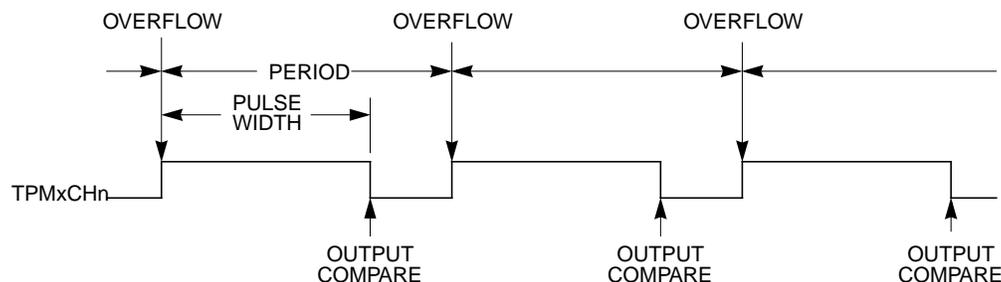 OVERFLOW OVERFLOW OVERFLOW
PERIOD
PULSE
WIDTH
TPMxCHn
OUTPUT COMPARE
OUTPUT COMPARE
OUTPUT COMPARE